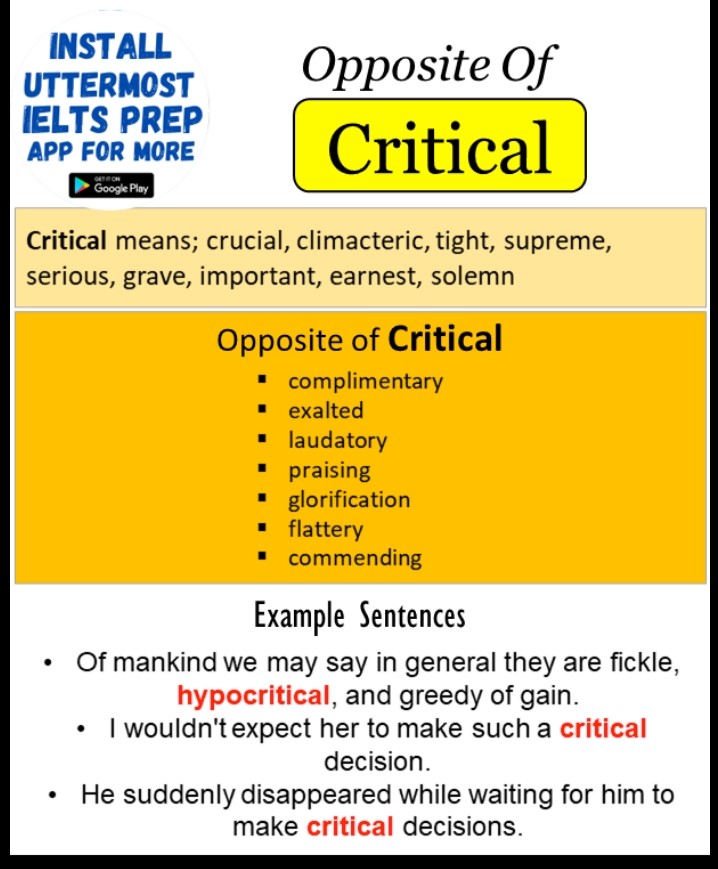 INSTALL
UTTERMOST
IELTS PREP
APP FOR MORE
GET IT ON
Google Play
Opposite Of
Critical
Critical means; crucial, climacteric, tight, supreme,
serious, grave, important, earnest, solemn
Opposite of Critical
▪ complimentary
▪ exalted
▪ laudatory
▪ praising
▪ glorification
▪ flattery
▪ commending
Example Sentences
• Of mankind we may say in general they are fickle,
hypocritical, and greedy of gain.
• I wouldn't expect her to make such a critical
decision.
• He suddenly disappeared while waiting for him to
make critical decisions.